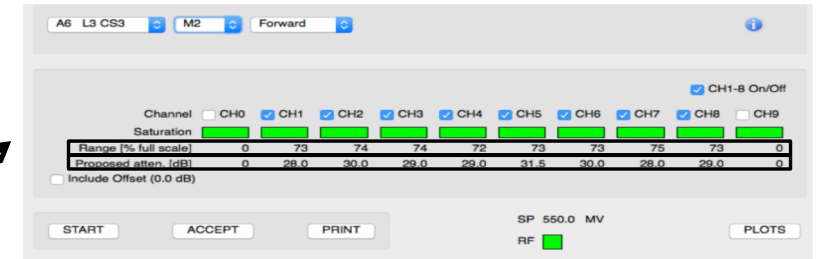 A6 L3 CS3 M2 Forward
CH1-8 On/Off
Channel CH0 CH1 CH2 CH3 CH4 CH5 CH6 CH7 CH8 CH9
Saturation
Range [% full scale] 0 73 74 74 72 73 73 75 73 0
Proposed atten. [dB] 0 28.0 30.0 29.0 29.0 31.5 30.0 28.0 29.0 0
Include Offset (0.0 dB)
START ACCEPT PRINT SP 550.0 MV PLOTS
RF